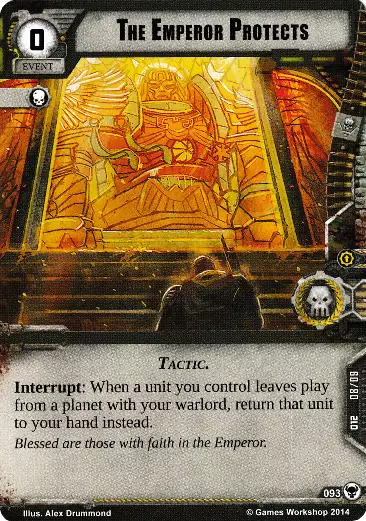 0
THE EMPEROR PROTECTS
EVENT
TACTIC.
Interrupt: When a unit you control leaves play
from a planet with your warlord, return that unit
to your hand instead.
Blessed are those with faith in the Emperor.
093
Illus. Alex Drummond
© Games Workshop 2014